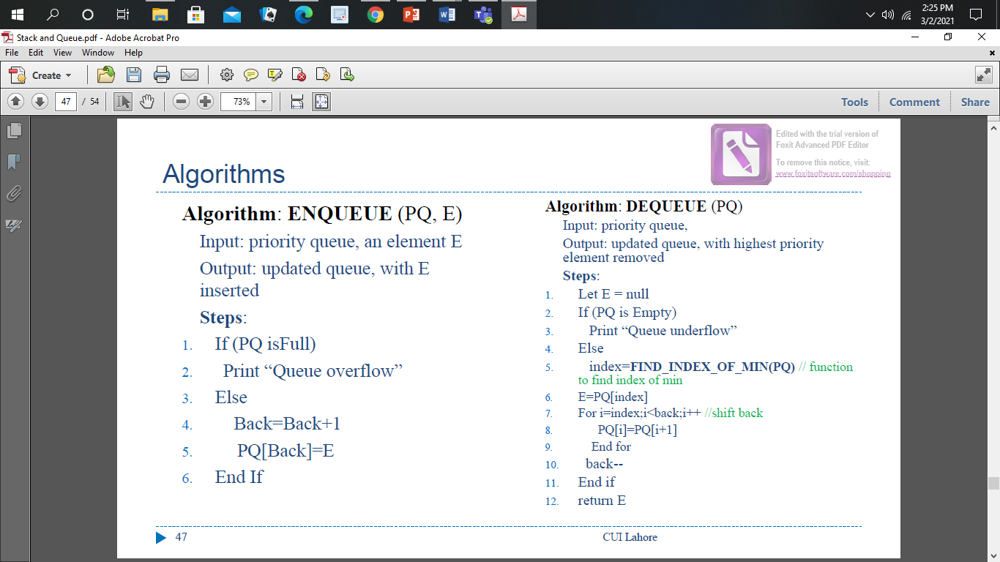 2:25 PM
3/2/2021
Stack and Queue.pdf - Adobe Acrobat Pro
File Edit View Window Help
Create
47 / 54 73% Tools Comment Share
Edited with the trial version of
Foxit Advanced PDF Editor
To remove this notice, visit:
www.foxitsoftware.com/shopping
Algorithms
Algorithm: ENQUEUE (PQ, E)
Input: priority queue, an element E
Output: updated queue, with E
inserted
Steps:
1. If (PQ isFull)
2. Print “Queue overflow”
3. Else
4. Back=Back+1
5. PQ[Back]=E
6. End If
Algorithm: DEQUEUE (PQ)
Input: priority queue,
Output: updated queue, with highest priority
element removed
Steps:
1. Let E = null
2. If (PQ is Empty)
3. Print “Queue underflow”
4. Else
5. index=FIND_INDEX_OF_MIN(PQ) // function
to find index of min
6. E=PQ[index]
7. For i=index;i<back;i++ //shift back
8. PQ[i]=PQ[i+1]
9. End for
10. back--
11. End if
12. return E
47 CUI Lahore